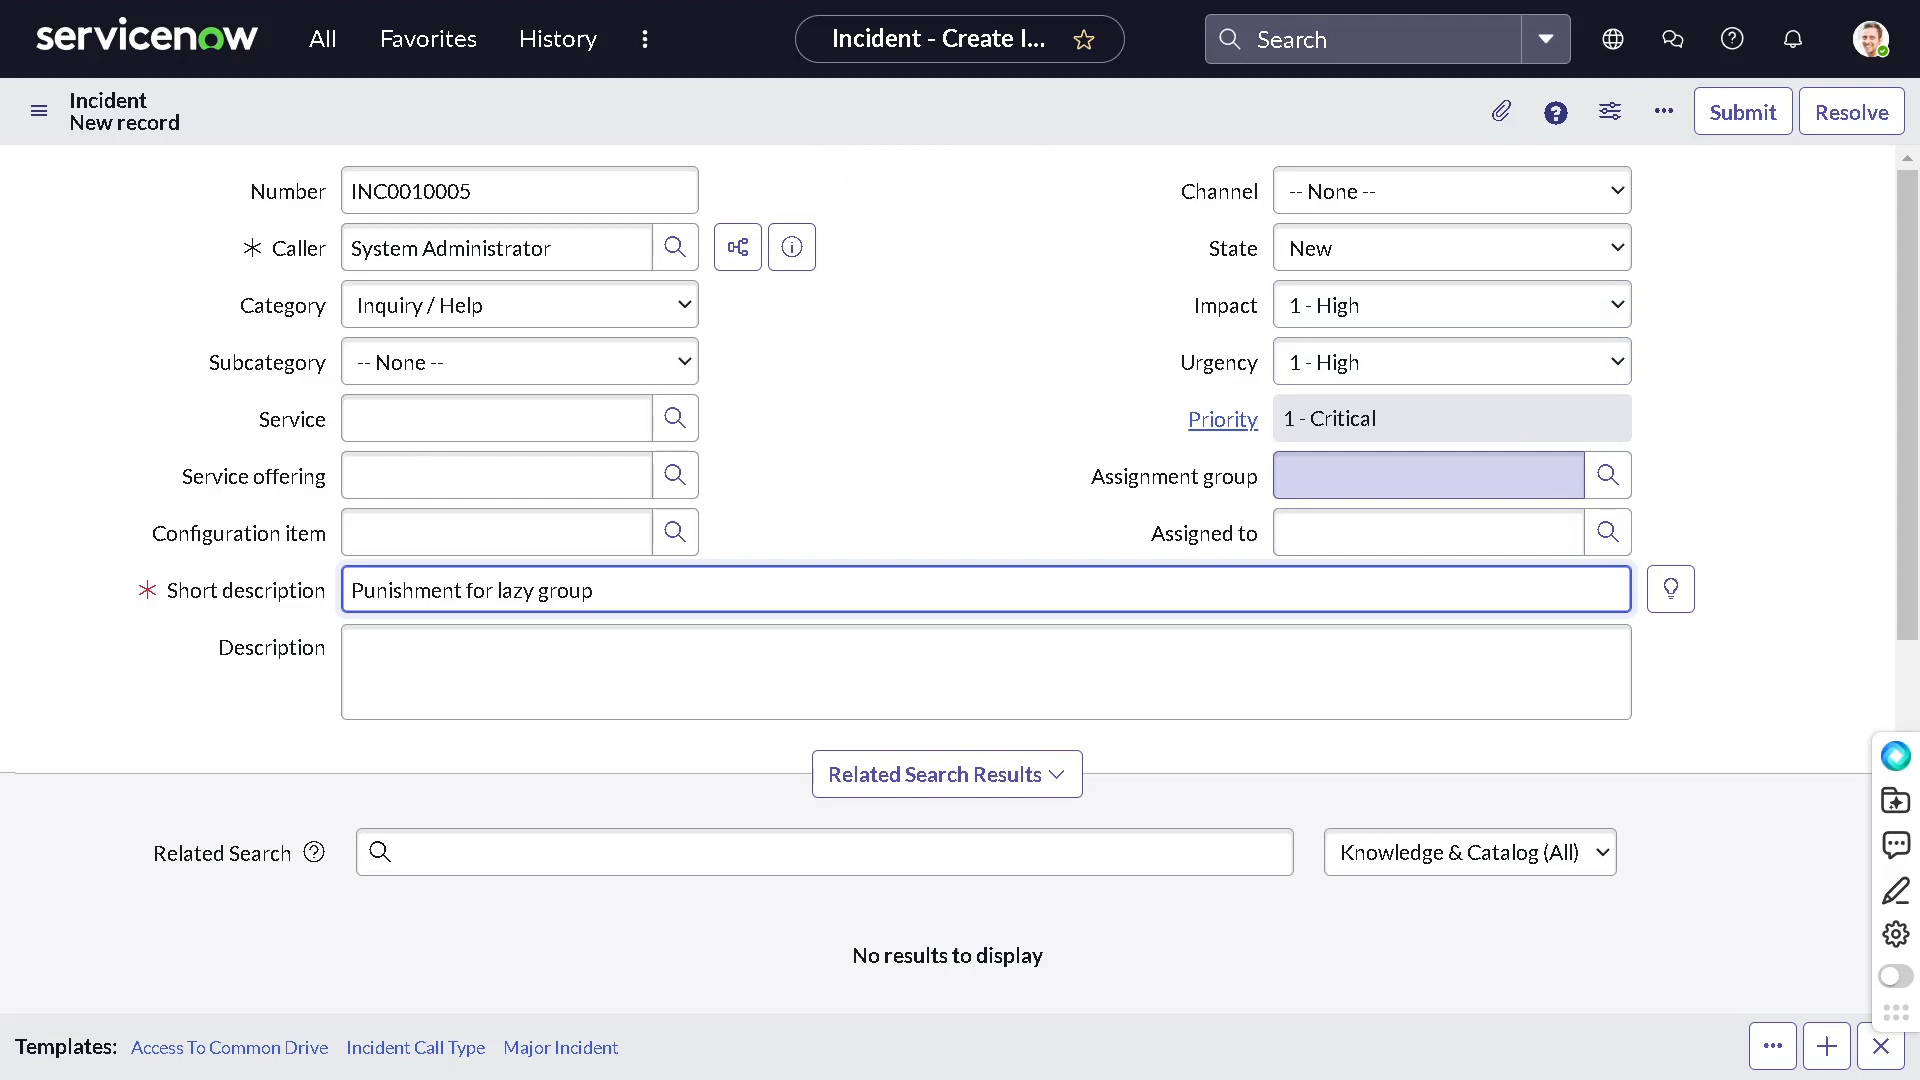 servicenow All Favorites History Incident - Create I... Search
Incident
New record
Submit Resolve
Number INC0010005
Channel -- None --
Caller System Administrator
State New
Category Inquiry / Help
Impact 1 - High
Subcategory -- None --
Urgency 1 - High
Service
Priority 1 - Critical
Service offering
Assignment group
Configuration item
Assigned to
Short description Punishment for lazy group
Description
Related Search Results
Related Search Knowledge & Catalog (All)
No results to display
Templates: Access To Common Drive Incident Call Type Major Incident